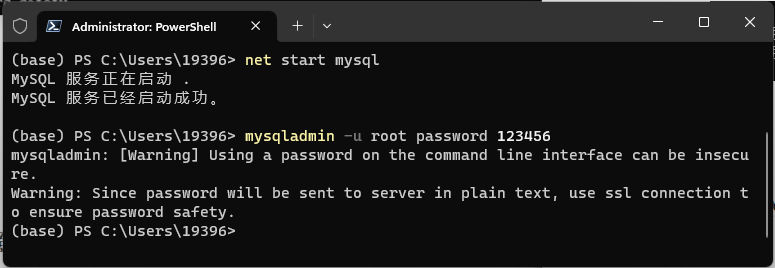 Administrator: PowerShell
(base) PS C:\Users\19396> net start mysql
MySQL 服务正在启动 .
MySQL 服务已经启动成功。
(base) PS C:\Users\19396> mysqladmin -u root password 123456
mysqladmin: [Warning] Using a password on the command line interface can be insecu
re.
Warning: Since password will be sent to server in plain text, use ssl connection t
o ensure password safety.
(base) PS C:\Users\19396>